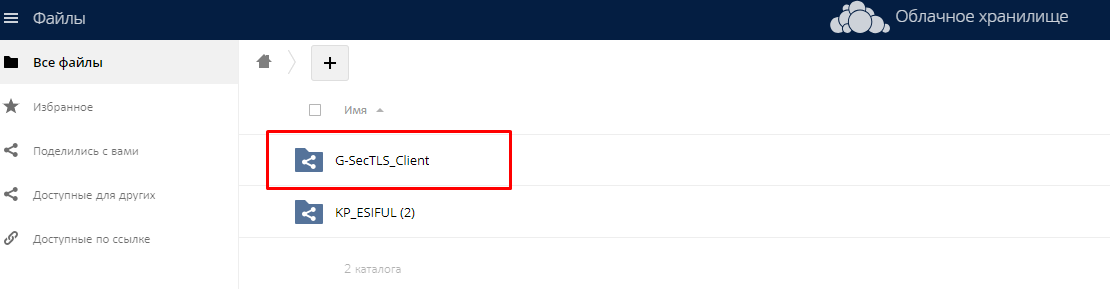 Файлы
Облачное хранилище
Все файлы
Избранное
Поделились с вами
Доступные для других
Доступные по ссылке
+
Имя
G-SecTLS_Client
KP_ESIFUL (2)
2 каталога